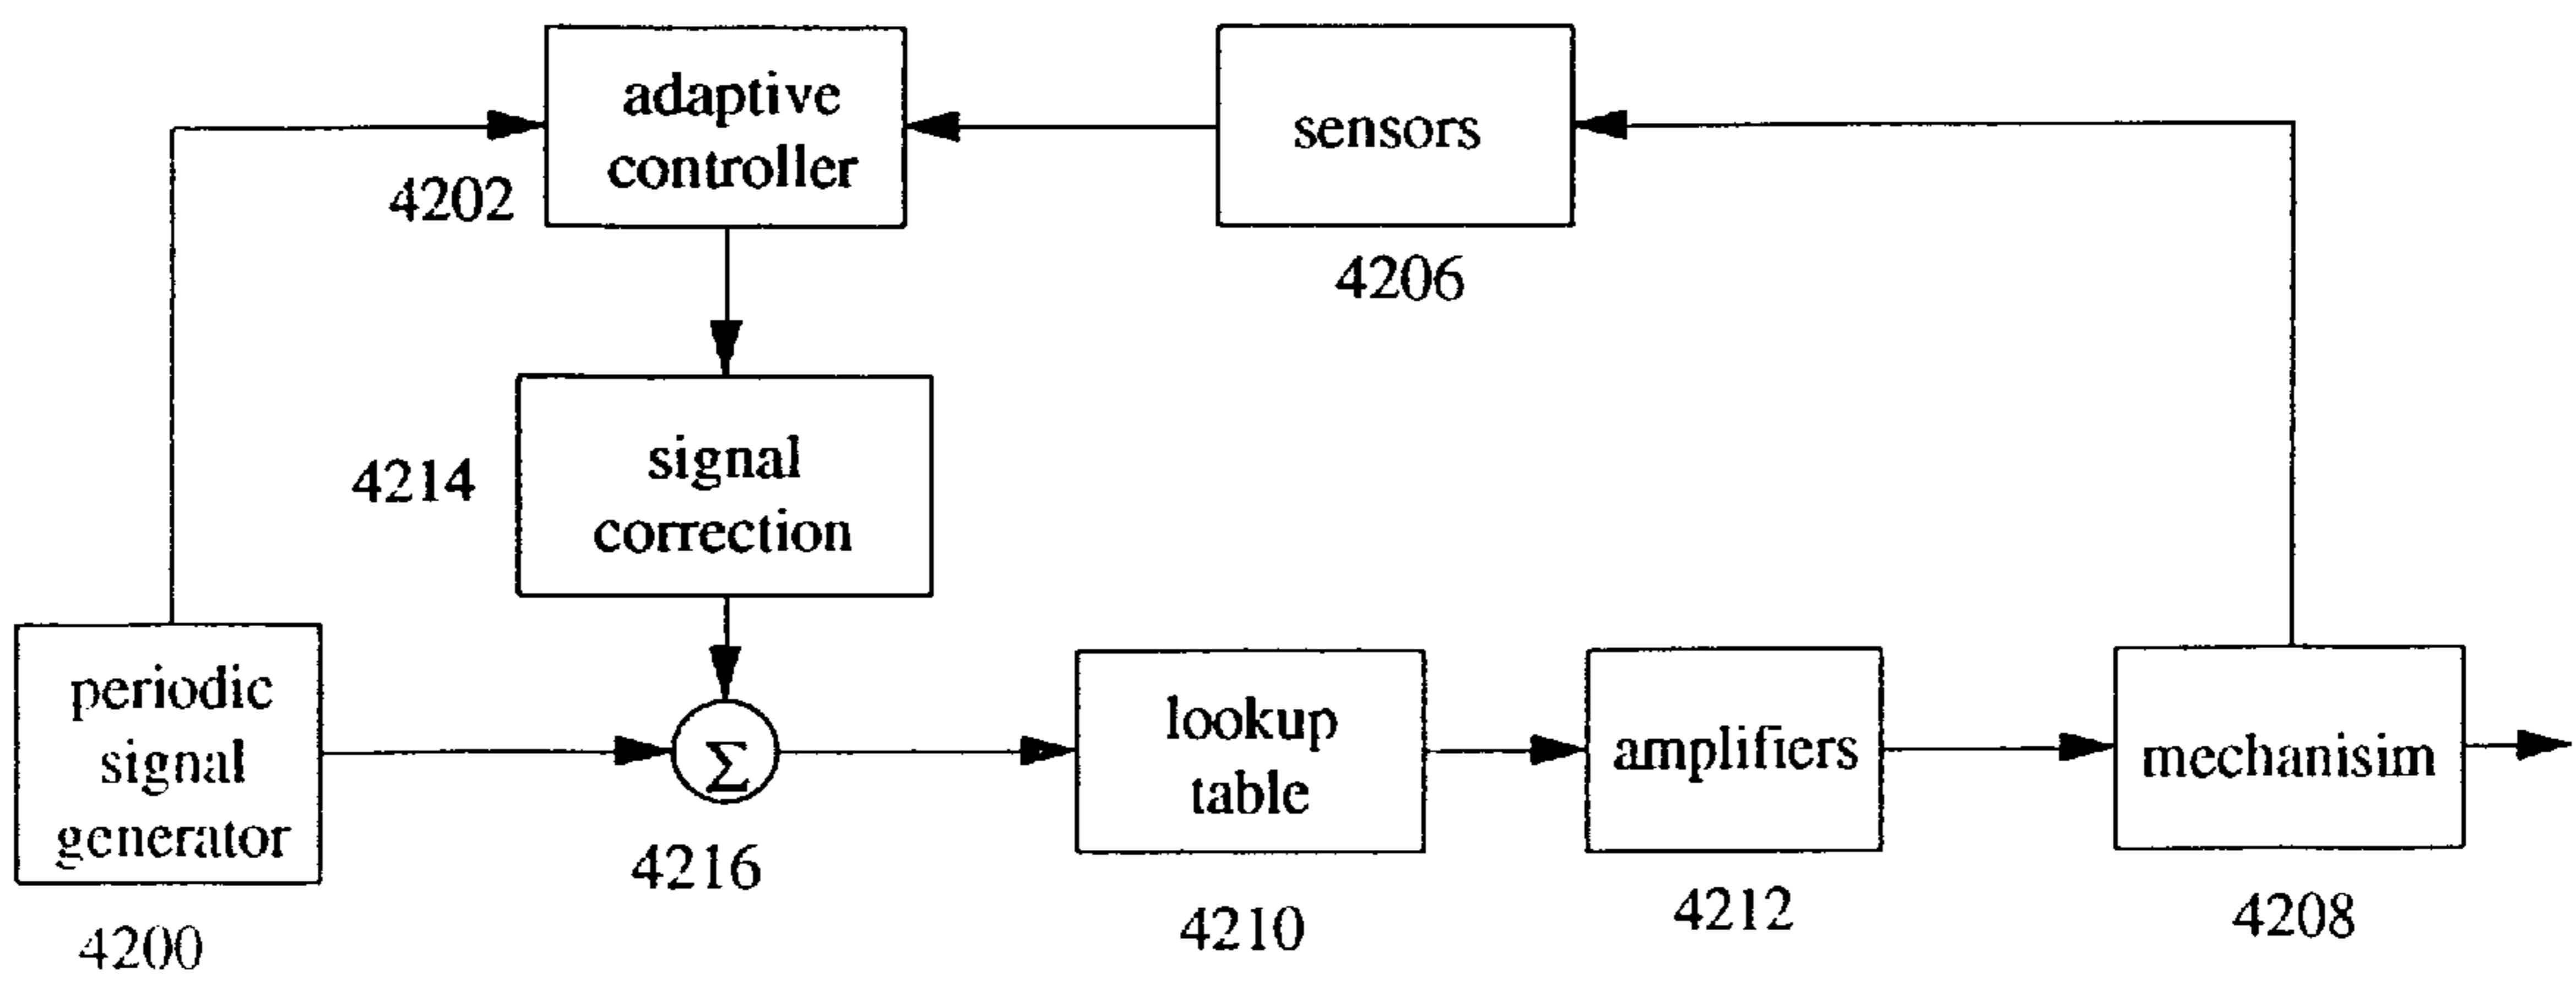 adaptive
controller
4202
sensors
4206
signal
correction
4214
periodic
signal
generator
4200
Σ
4216
lookup
table
4210
amplifiers
4212
mechanisim
4208